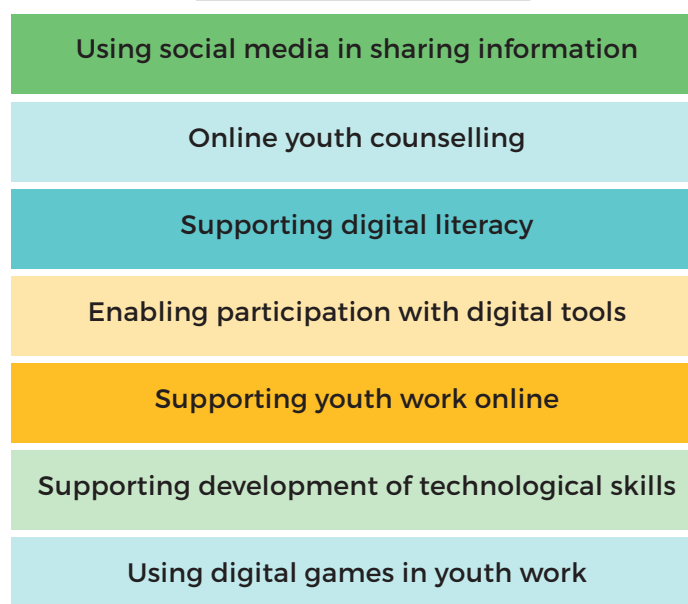 Using social media in sharing information
Online youth counselling
Supporting digital literacy
Enabling participation with digital tools
Supporting youth work online
Supporting development of technological skills
Using digital games in youth work